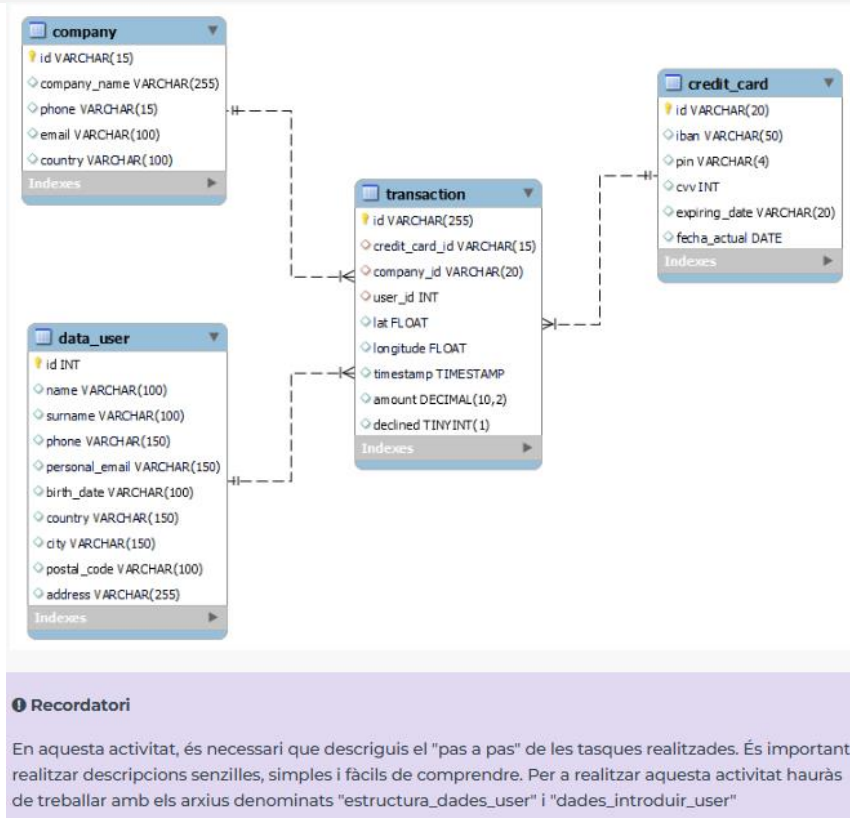 company
id VARCHAR(15)
company_name VARCHAR(255)
phone VARCHAR(15)
email VARCHAR(100)
country VARCHAR(100)
Indexes
credit_card
id VARCHAR(20)
iban VARCHAR(50)
pin VARCHAR(4)
cvv INT
expiring_date VARCHAR(20)
fecha_actual DATE
Indexes
transaction
id VARCHAR(255)
credit_card_id VARCHAR(15)
company_id VARCHAR(20)
user_id INT
lat FLOAT
longitude FLOAT
timestamp TIMESTAMP
amount DECIMAL(10,2)
declined TINYINT(1)
Indexes
data_user
id INT
name VARCHAR(100)
surname VARCHAR(100)
phone VARCHAR(150)
personal_email VARCHAR(150)
birth_date VARCHAR(100)
country VARCHAR(150)
city VARCHAR(150)
postal_code VARCHAR(100)
address VARCHAR(255)
Indexes
Recordatori
En aquesta activitat, és necessari que descriguis el "pas a pas" de les tasques realitzades. És important
realitzar descripcions senzilles, simples i fàcils de comprendre. Per a realitzar aquesta activitat hauràs
de treballar amb els arxius denominats "estructura_dades_user" i "dades_introduir_user"